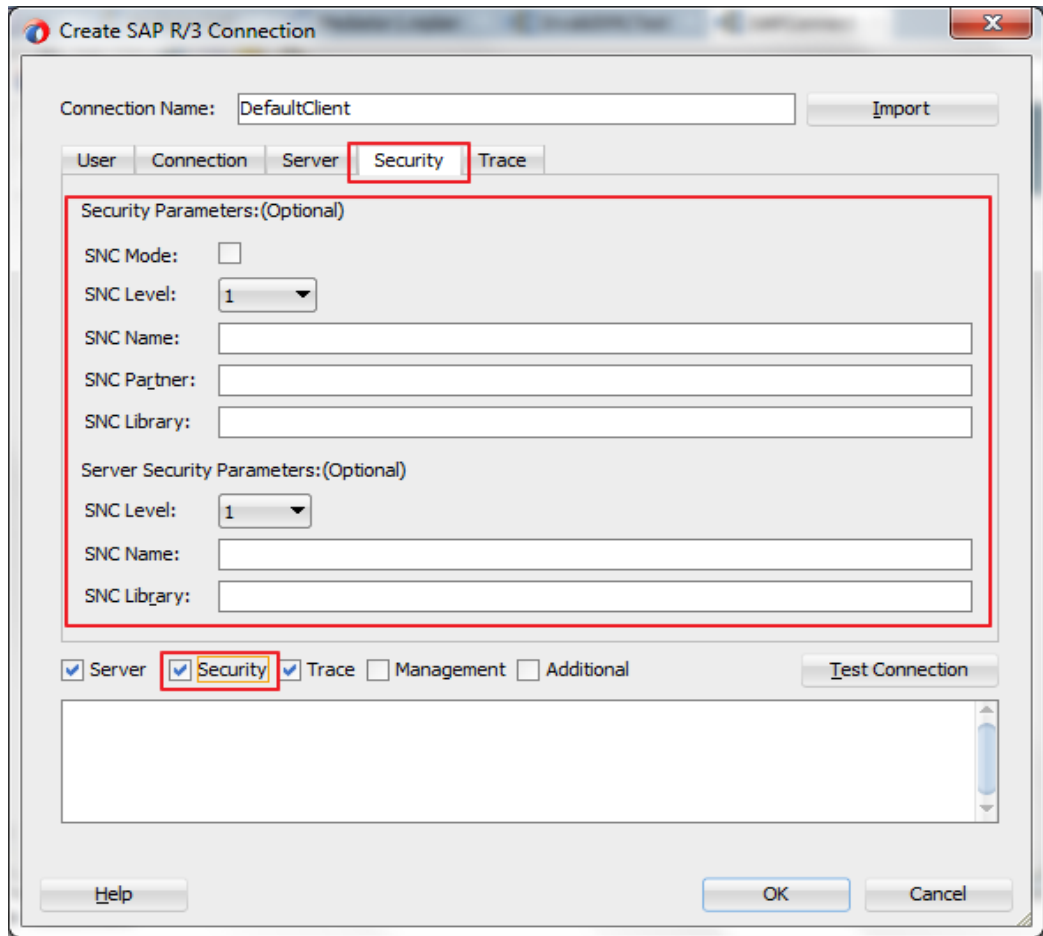 Create SAP R/3 Connection
Connection Name: DefaultClient Import
User Connection Server Security Trace
Security Parameters:(Optional)
SNC Mode:
SNC Level: 1
SNC Name:
SNC Partner:
SNC Library:
Server Security Parameters:(Optional)
SNC Level: 1
SNC Name:
SNC Library:
Server Security Trace Management Additional Test Connection
Help OK Cancel